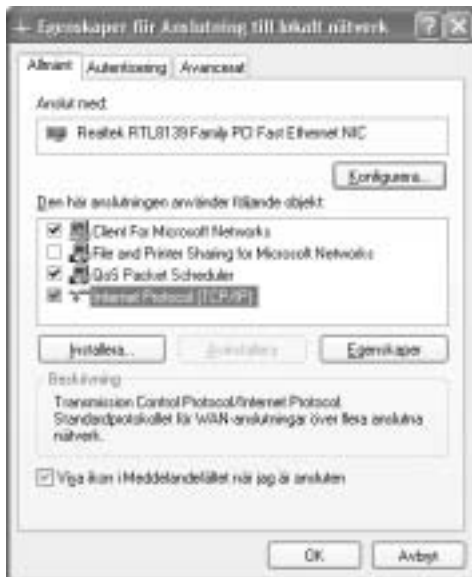 Egenskaper för Anslutning till lokalt nätverk
Allmänt Autentisering Avancerat
Anslut med:
Realtek RTL8139 Family PCI Fast Ethernet NIC
Konfigurera...
Den här anslutningen använder följande objekt:
Client For Microsoft Networks
File and Printer Sharing for Microsoft Networks
QoS Packet Scheduler
Internet Protocol (TCP/IP)
Installera... Avinstallera Egenskaper
Beskrivning
Transmission Control Protocol/Internet Protocol.
Standardprotokollet för WAN-anslutningar över flera anslutna
nätverk.
Visa ikon i Meddelandefältet när jag är ansluten
OK Avbryt